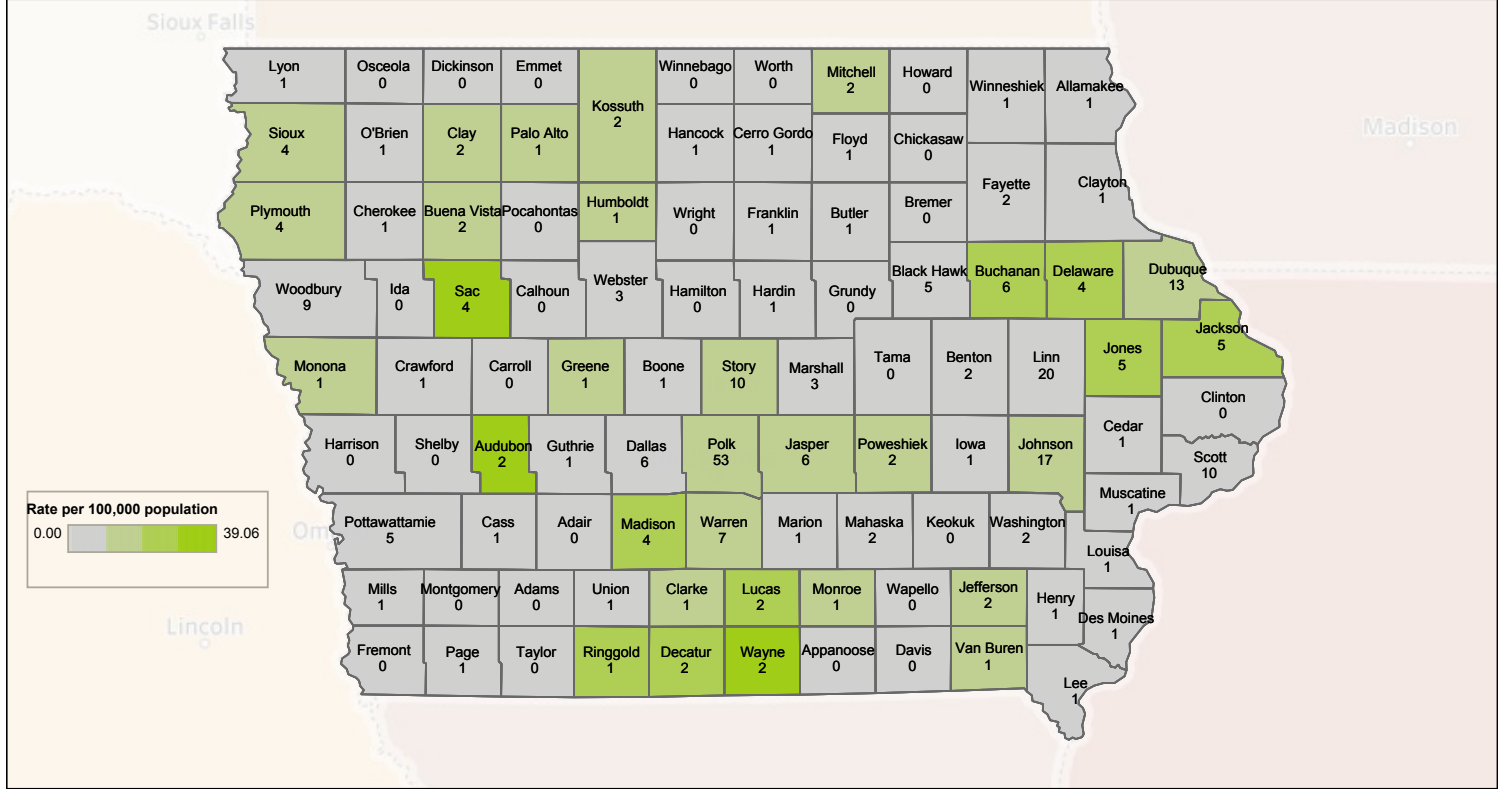 Sioux Falls
Lyon
1
Osceola
0
Dickinson
0
Emmet
0
Kossuth
2
Winnebago
0
Worth
0
Mitchell
2
Howard
0
Winneshiek
1
Allamakee
1
Madison
Sioux
4
O'Brien
1
Clay
2
Palo Alto
1
Hancock
1
Cerro Gordo
1
Floyd
1
Chickasaw
0
Fayette
2
Clayton
1
Plymouth
4
Cherokee
1
Buena Vista
2
Pocahontas
0
Humboldt
1
Wright
0
Franklin
1
Butler
1
Bremer
0
Woodbury
9
Ida
0
Sac
4
Calhoun
0
Webster
3
Hamilton
0
Hardin
1
Grundy
0
Black Hawk
5
Buchanan
6
Delaware
4
Dubuque
13
Jackson
5
Monona
1
Crawford
1
Carroll
0
Greene
1
Boone
1
Story
10
Marshall
3
Tama
0
Benton
2
Linn
20
Jones
5
Clinton
0
Harrison
0
Shelby
0
Audubon
2
Guthrie
1
Dallas
6
Polk
53
Jasper
6
Poweshiek
2
Iowa
1
Johnson
17
Cedar
1
Scott
10
Muscatine
1
Rate per 100,000 population
0.00
39.06
Om
Pottawattamie
5
Cass
1
Adair
0
Madison
4
Warren
7
Marion
1
Mahaska
2
Keokuk
0
Washington
2
Louisa
1
Lincoln
Mills
1
Montgomery
0
Adams
0
Union
1
Clarke
1
Lucas
2
Monroe
1
Wapello
0
Jefferson
2
Henry
1
Des Moines
1
Fremont
0
Page
1
Taylor
0
Ringgold
1
Decatur
2
Wayne
2
Appanoose
0
Davis
0
Van Buren
1
Lee
1